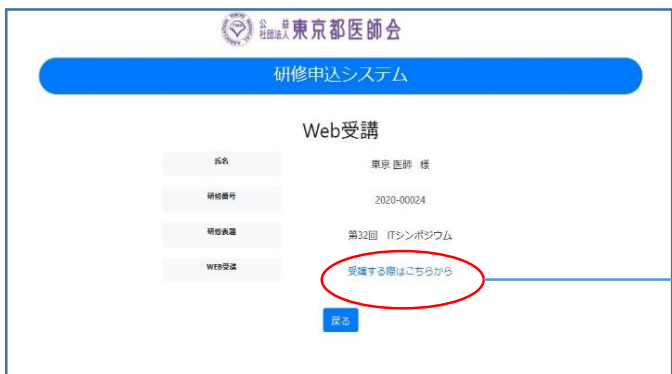 公益社団法人東京都医師会
研修申込システム
Web受講
氏名 東京 医師 様
研修番号 2020-00024
研修表題 第32回 ITシンポジウム
WEB受講 受講する際はこちらから
戻る